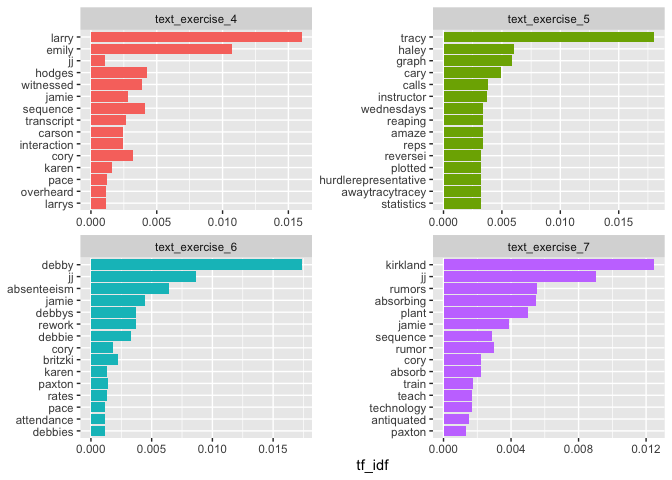 text_exercise_4
larry
emily
jj
hodges
witnessed
jamie
sequence
transcript
carson
interaction
cory
karen
pace
overheard
larrys
0.000 0.005 0.010 0.015
text_exercise_5
tracy
haley
graph
cary
calls
instructor
wednesdays
reaping
amaze
reps
reversei
plotted
hurdlerepresentative
awaytracytracey
statistics
0.000 0.005 0.010 0.015
text_exercise_6
debby
jj
absenteeism
jamie
debbys
rework
debbie
cory
britzki
karen
paxton
rates
pace
attendance
debbies
0.000 0.005 0.010 0.015
text_exercise_7
kirkland
jj
rumors
absorbing
plant
jamie
sequence
rumor
cory
absorb
train
teach
technology
antiquated
paxton
0.000 0.004 0.008 0.012
tf_idf